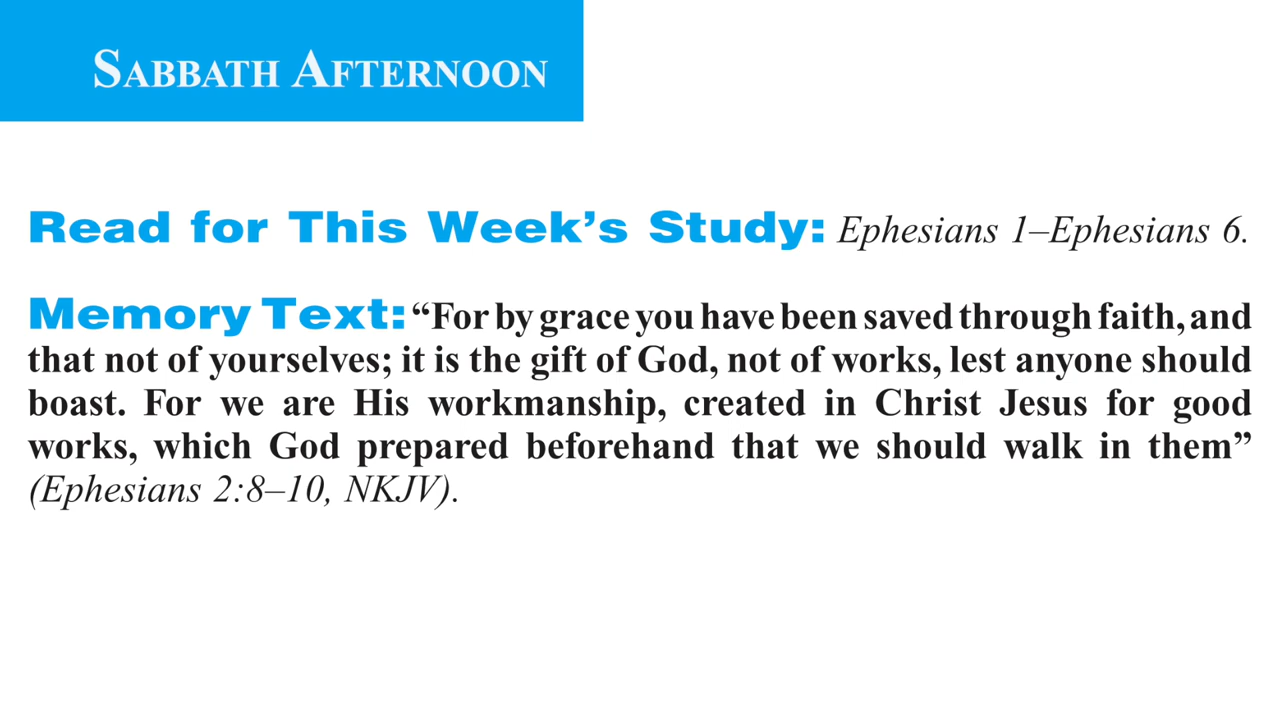 SABBATH AFTERNOON
Read for This Week’s Study: Ephesians 1–Ephesians 6.
Memory Text: “For by grace you have been saved through faith, and
that not of yourselves; it is the gift of God, not of works, lest anyone should
boast. For we are His workmanship, created in Christ Jesus for good
works, which God prepared beforehand that we should walk in them”
(Ephesians 2:8–10, NKJV).